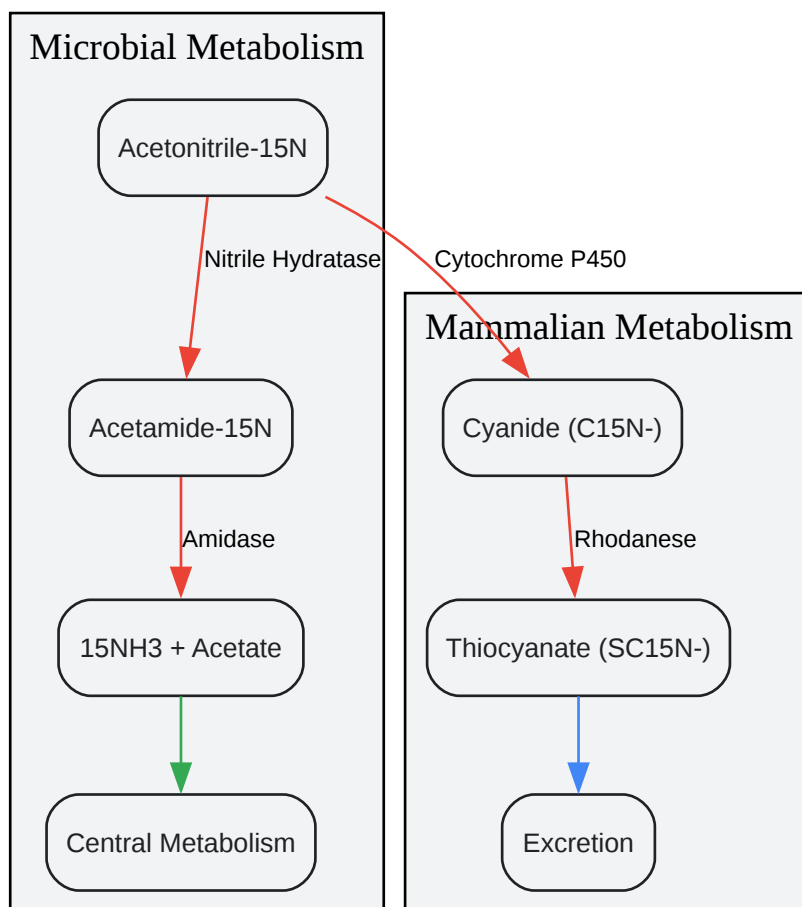 Microbial Metabolism
Acetonitrile-15N
Nitrile Hydratase
Cytochrome P450
Mammalian Metabolism
Acetamide-15N
Cyanide (C15N-)
Amidase
Rhodanese
15NH3 + Acetate
Thiocyanate (SC15N-)
Central Metabolism
Excretion